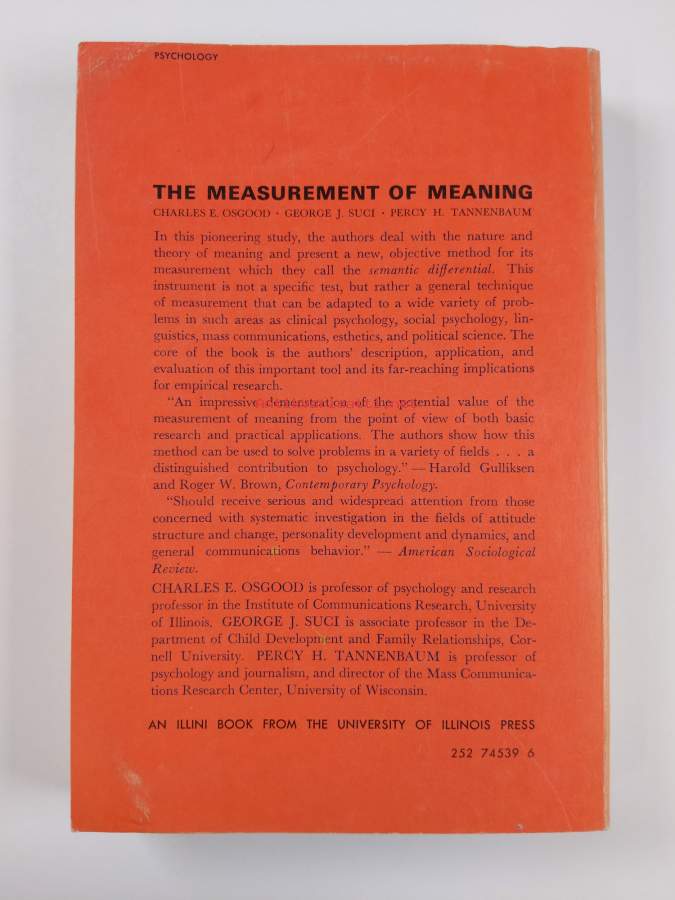 PSYCHOLOGY
THE MEASUREMENT OF MEANING
CHARLES E. OSGOOD · GEORGE J. SUCI · PERCY H. TANNENBAUM
In this pioneering study, the authors deal with the nature and
theory of meaning and present a new, objective method for its
measurement which they call the semantic differential. This
instrument is not a specific test, but rather a general technique
of measurement that can be adapted to a wide variety of prob-
lems in such areas as clinical psychology, social psychology, lin-
guistics, mass communications, esthetics, and political science. The
core of the book is the authors' description, application, and
evaluation of this important tool and its far-reaching implications
for empirical research.
"An impressive demonstration of the potential value of the
measurement of meaning from the point of view of both basic
research and practical applications. The authors show how this
method can be used to solve problems in a variety of fields . . . a
distinguished contribution to psychology." — Harold Gulliksen
and Roger W. Brown, Contemporary Psychology.
"Should receive serious and widespread attention from those
concerned with systematic investigation in the fields of attitude
structure and change, personality development and dynamics, and
general communications behavior." — American Sociological
Review.
CHARLES E. OSGOOD is professor of psychology and research
professor in the Institute of Communications Research, University
of Illinois. GEORGE J. SUCI is associate professor in the De-
partment of Child Development and Family Relationships, Cor-
nell University. PERCY H. TANNENBAUM is professor of
psychology and journalism, and director of the Mass Communica-
tions Research Center, University of Wisconsin.
AN ILLINI BOOK FROM THE UNIVERSITY OF ILLINOIS PRESS
252 74539 6